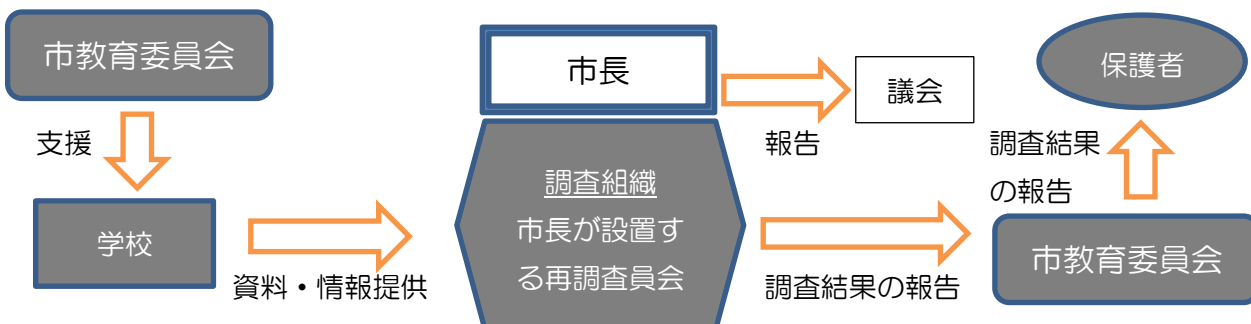 市教育委員会
支援
学校
資料・情報提供
市長
調査組織
市長が設置す
る再調査員会
報告
議会
調査結果の報告
保護者
調査結果
の報告
市教育委員会